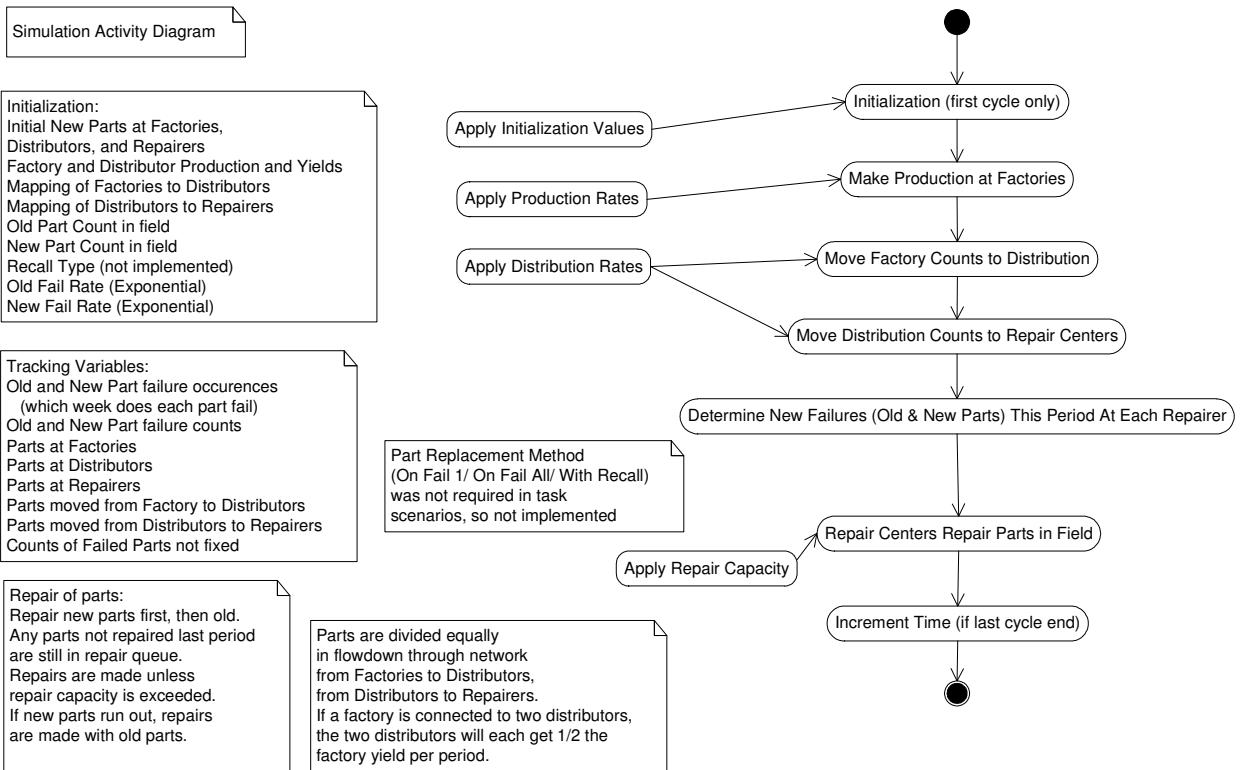 Simulation Activity Diagram
Initialization:
Initial New Parts at Factories,
Distributors, and Repairers
Factory and Distributor Production and Yields
Mapping of Factories to Distributors
Mapping of Distributors to Repairers
Old Part Count in field
New Part Count in field
Recall Type (not implemented)
Old Fail Rate (Exponential)
New Fail Rate (Exponential)
Tracking Variables:
Old and New Part failure occurences
(which week does each part fail)
Old and New Part failure counts
Parts at Factories
Parts at Distributors
Parts at Repairers
Parts moved from Factory to Distributors
Parts moved from Distributors to Repairers
Counts of Failed Parts not fixed
Repair of parts:
Repair new parts first, then old.
Any parts not repaired last period
are still in repair queue.
Repairs are made unless
repair capacity is exceeded.
If new parts run out, repairs
are made with old parts.
Parts are divided equally
in flowdown through network
from Factories to Distributors,
from Distributors to Repairers.
If a factory is connected to two distributors,
the two distributors will each get 1/2 the
factory yield per period.
Part Replacement Method
(On Fail 1/ On Fail All/ With Recall)
was not required in task
scenarios, so not implemented
Apply Initialization Values
Apply Production Rates
Apply Distribution Rates
Apply Repair Capacity
Initialization (first cycle only)
Make Production at Factories
Move Factory Counts to Distribution
Move Distribution Counts to Repair Centers
Determine New Failures (Old & New Parts) This Period At Each Repairer
Repair Centers Repair Parts in Field
Increment Time (if last cycle end)